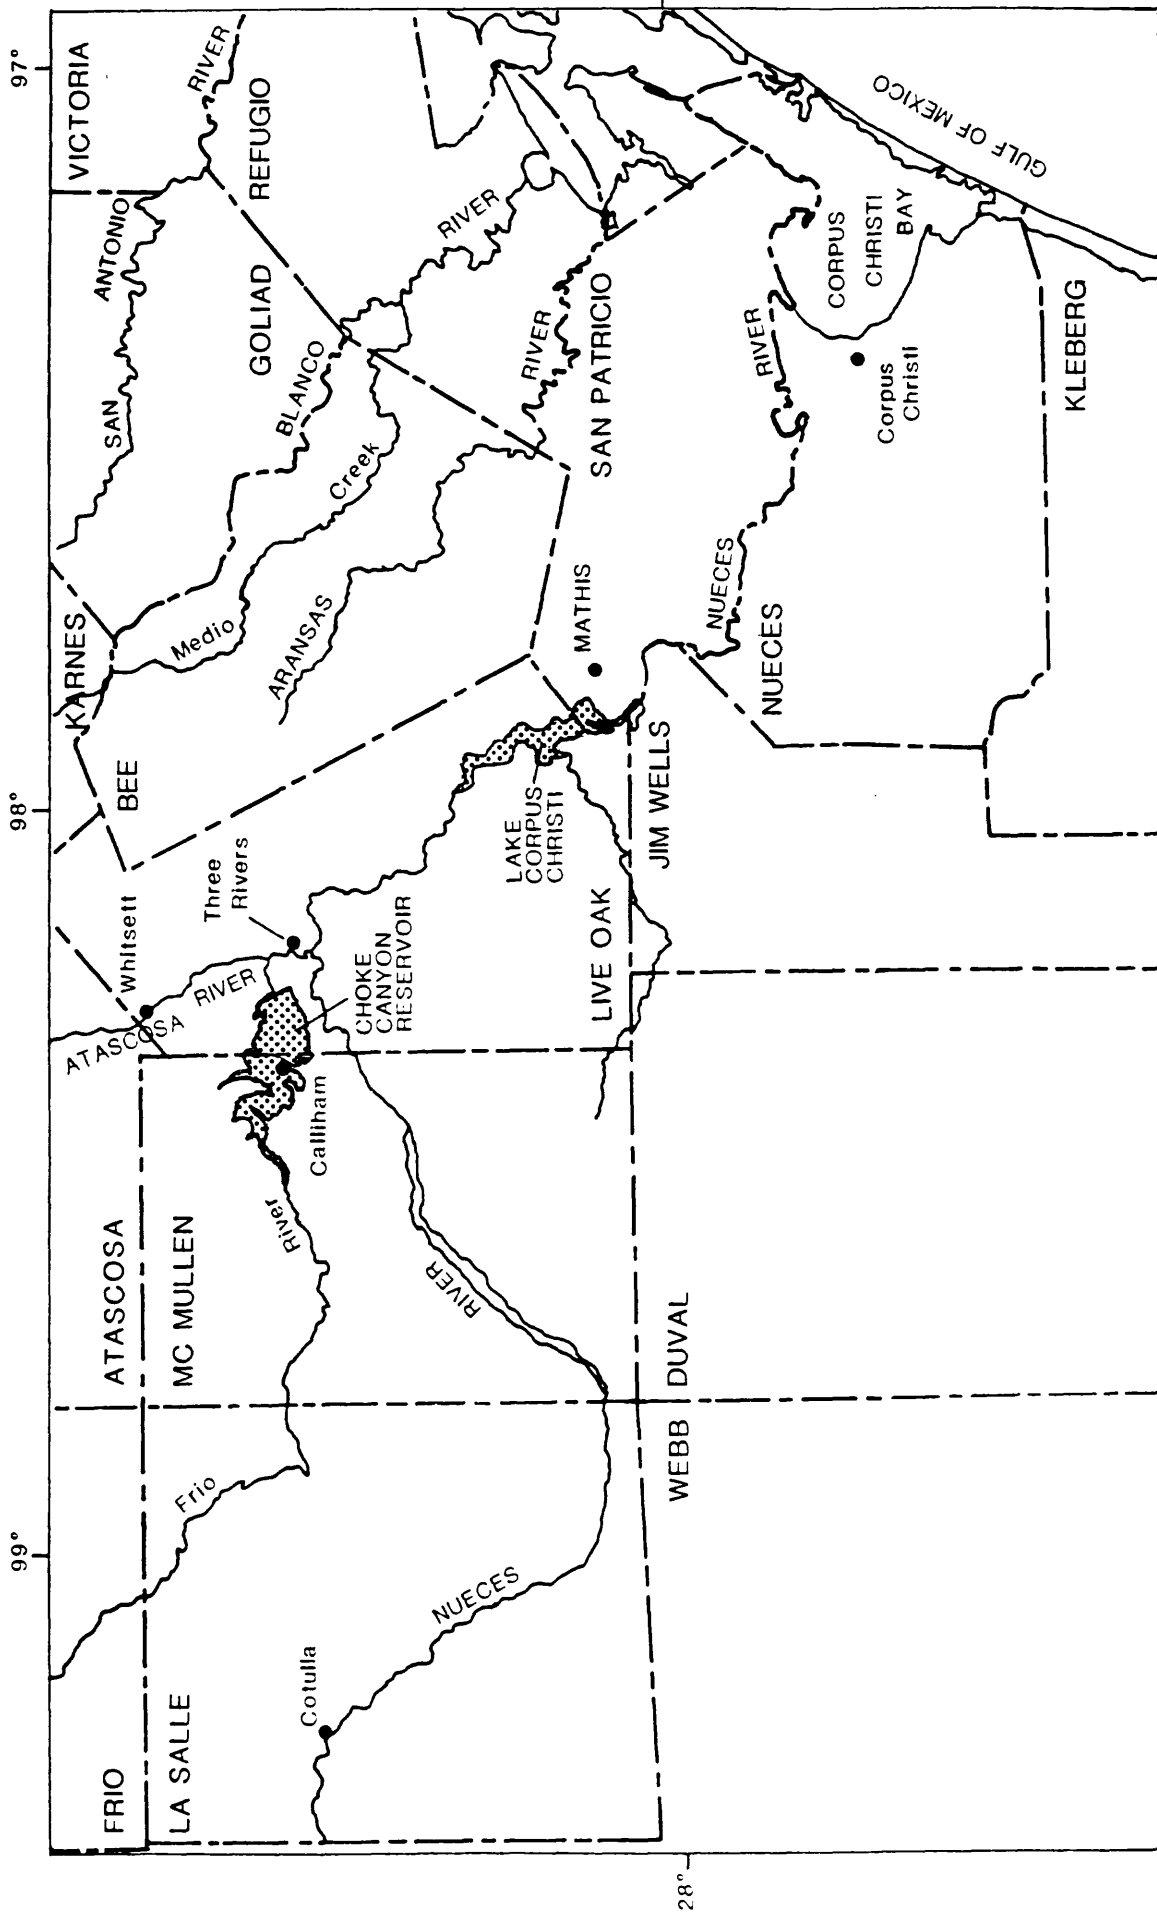 99°
98°
97°
28°
FRIO
LA SALLE
ATASCOSA
MC MULLEN
Frio
River
Cotulla
NUECES
RIVER
WEBB
DUVAL
ATASCOSA
RIVER
Whitsett
Three
Rivers
Calliham
CHOKE
CANYON
RESERVOIR
LIVE OAK
JIM WELLS
LAKE
CORPUS
CHRISTI
BEE
KARNES
Medio
Creek
ARANSAS
RIVER
MATHIS
SAN PATRICIO
NUECES
NUECES
RIVER
SAN
ANTONIO
RIVER
GOLIAD
BLANCO
RIVER
VICTORIA
REFUGIO
Corpus
Christi
CORPUS
CHRISTI
BAY
KLEBERG
GULF OF MEXICO